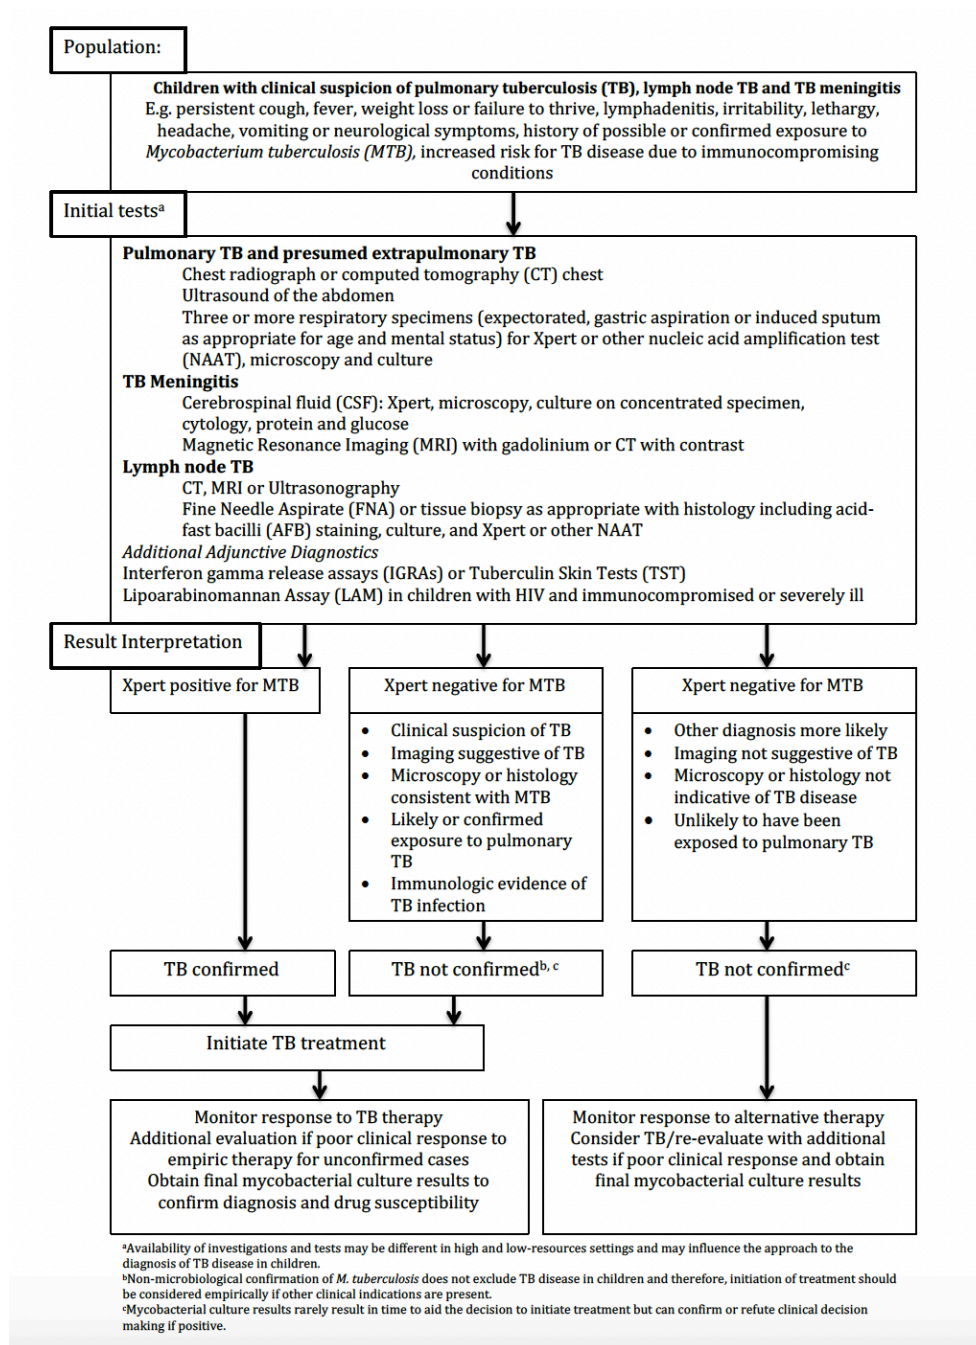 Population:
Children with clinical suspicion of pulmonary tuberculosis (TB), lymph node TB and TB meningitis
E.g. persistent cough, fever, weight loss or failure to thrive, lymphadenitis, irritability, lethargy,
headache, vomiting or neurological symptoms, history of possible or confirmed exposure to
Mycobacterium tuberculosis (MTB), increased risk for TB disease due to immunocompromising
conditions
Initial testsᵃ
Pulmonary TB and presumed extrapulmonary TB
Chest radiograph or computed tomography (CT) chest
Ultrasound of the abdomen
Three or more respiratory specimens (expectorated, gastric aspiration or induced sputum
as appropriate for age and mental status) for Xpert or other nucleic acid amplification test
(NAAT), microscopy and culture
TB Meningitis
Cerebrospinal fluid (CSF): Xpert, microscopy, culture on concentrated specimen,
cytology, protein and glucose
Magnetic Resonance Imaging (MRI) with gadolinium or CT with contrast
Lymph node TB
CT, MRI or Ultrasonography
Fine Needle Aspirate (FNA) or tissue biopsy as appropriate with histology including acid-
fast bacilli (AFB) staining, culture, and Xpert or other NAAT
Additional Adjunctive Diagnostics
Interferon gamma release assays (IGRAs) or Tuberculin Skin Tests (TST)
Lipoarabinomannan Assay (LAM) in children with HIV and immunocompromised or severely ill
Result Interpretation
Xpert positive for MTB
Xpert negative for MTB
• Clinical suspicion of TB
• Imaging suggestive of TB
• Microscopy or histology
consistent with MTB
• Likely or confirmed
exposure to pulmonary
TB
• Immunologic evidence of
TB infection
Xpert negative for MTB
• Other diagnosis more likely
• Imaging not suggestive of TB
• Microscopy or histology not
indicative of TB disease
• Unlikely to have been
exposed to pulmonary TB
TB confirmed
TB not confirmedᵇ, ᶜ
TB not confirmedᶜ
Initiate TB treatment
Monitor response to TB therapy
Additional evaluation if poor clinical response to
empiric therapy for unconfirmed cases
Obtain final mycobacterial culture results to
confirm diagnosis and drug susceptibility
Monitor response to alternative therapy
Consider TB/re-evaluate with additional
tests if poor clinical response and obtain
final mycobacterial culture results
ᵃAvailability of investigations and tests may be different in high and low-resources settings and may influence the approach to the
diagnosis of TB disease in children.
ᵇNon-microbiological confirmation of M. tuberculosis does not exclude TB disease in children and therefore, initiation of treatment should
be considered empirically if other clinical indications are present.
ᶜMycobacterial culture results rarely result in time to aid the decision to initiate treatment but can confirm or refute clinical decision
making if positive.